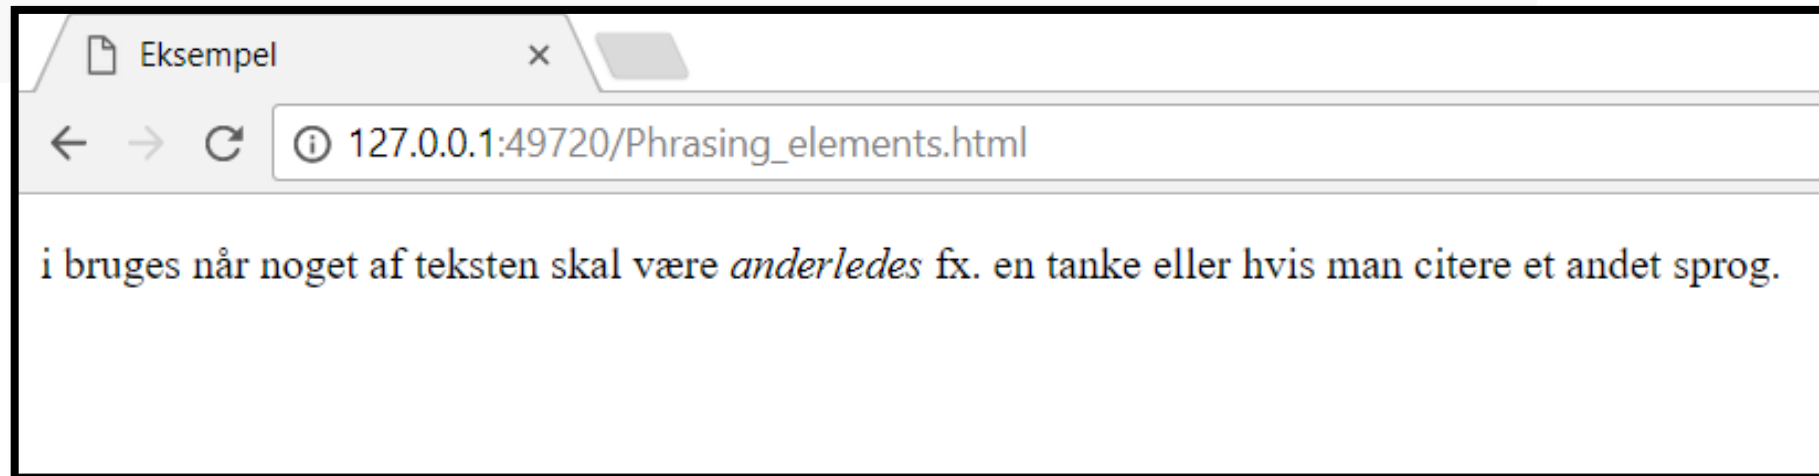 Eksempel
127.0.0.1:49720/Phrasing_elements.html
i bruges når noget af teksten skal være anderledes fx. en tanke eller hvis man citere et andet sprog.